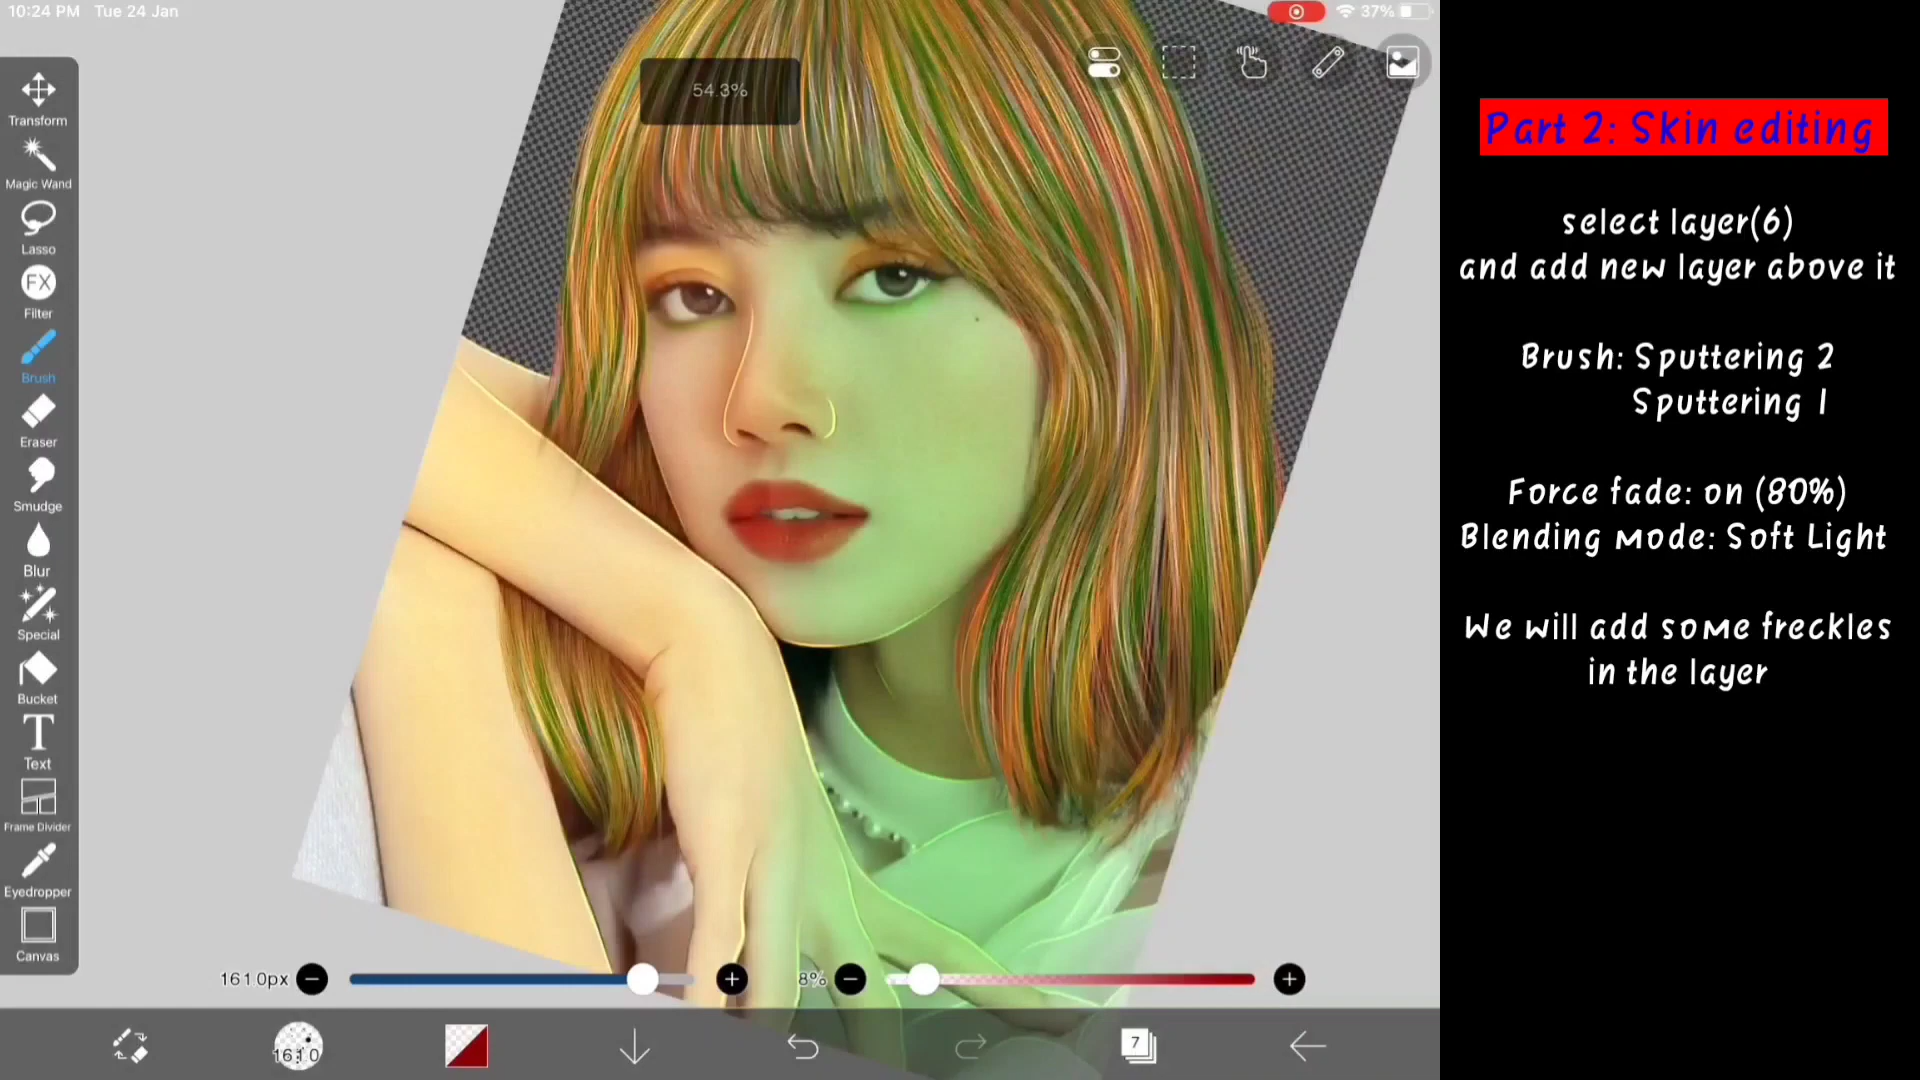 10:24 PM Tue 24 Jan
37%
54.3%
Transform
Magic Wand
Lasso
FX
Filter
Brush
Eraser
Smudge
Blur
Special
Bucket
T
Text
Frame Divider
Eyedropper
Canvas
161.0px
8%
161.0
7
Part 2: Skin editing
select layer(6)
and add new layer above it
Brush: Sputtering 2
Sputtering 1
Force fade: on (80%)
Blending mode: Soft Light
We will add some freckles
in the layer